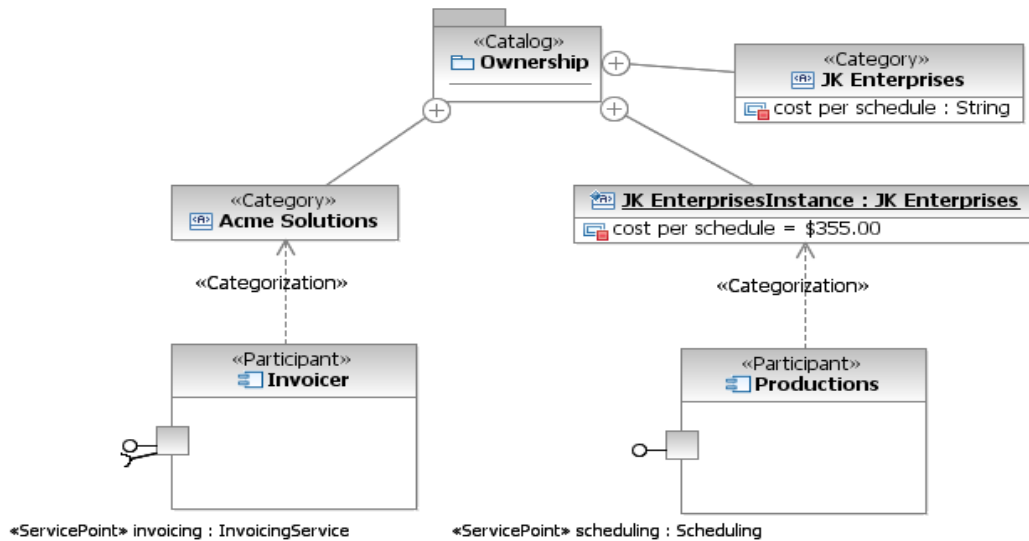 «Catalog»
Ownership
«Category»
JK Enterprises
cost per schedule : String
«Category»
Acme Solutions
JK EnterprisesInstance : JK Enterprises
cost per schedule = $355.00
«Categorization»
«Categorization»
«Participant»
Invoicer
«Participant»
Productions
«ServicePoint» invoicing : InvoicingService
«ServicePoint» scheduling : Scheduling